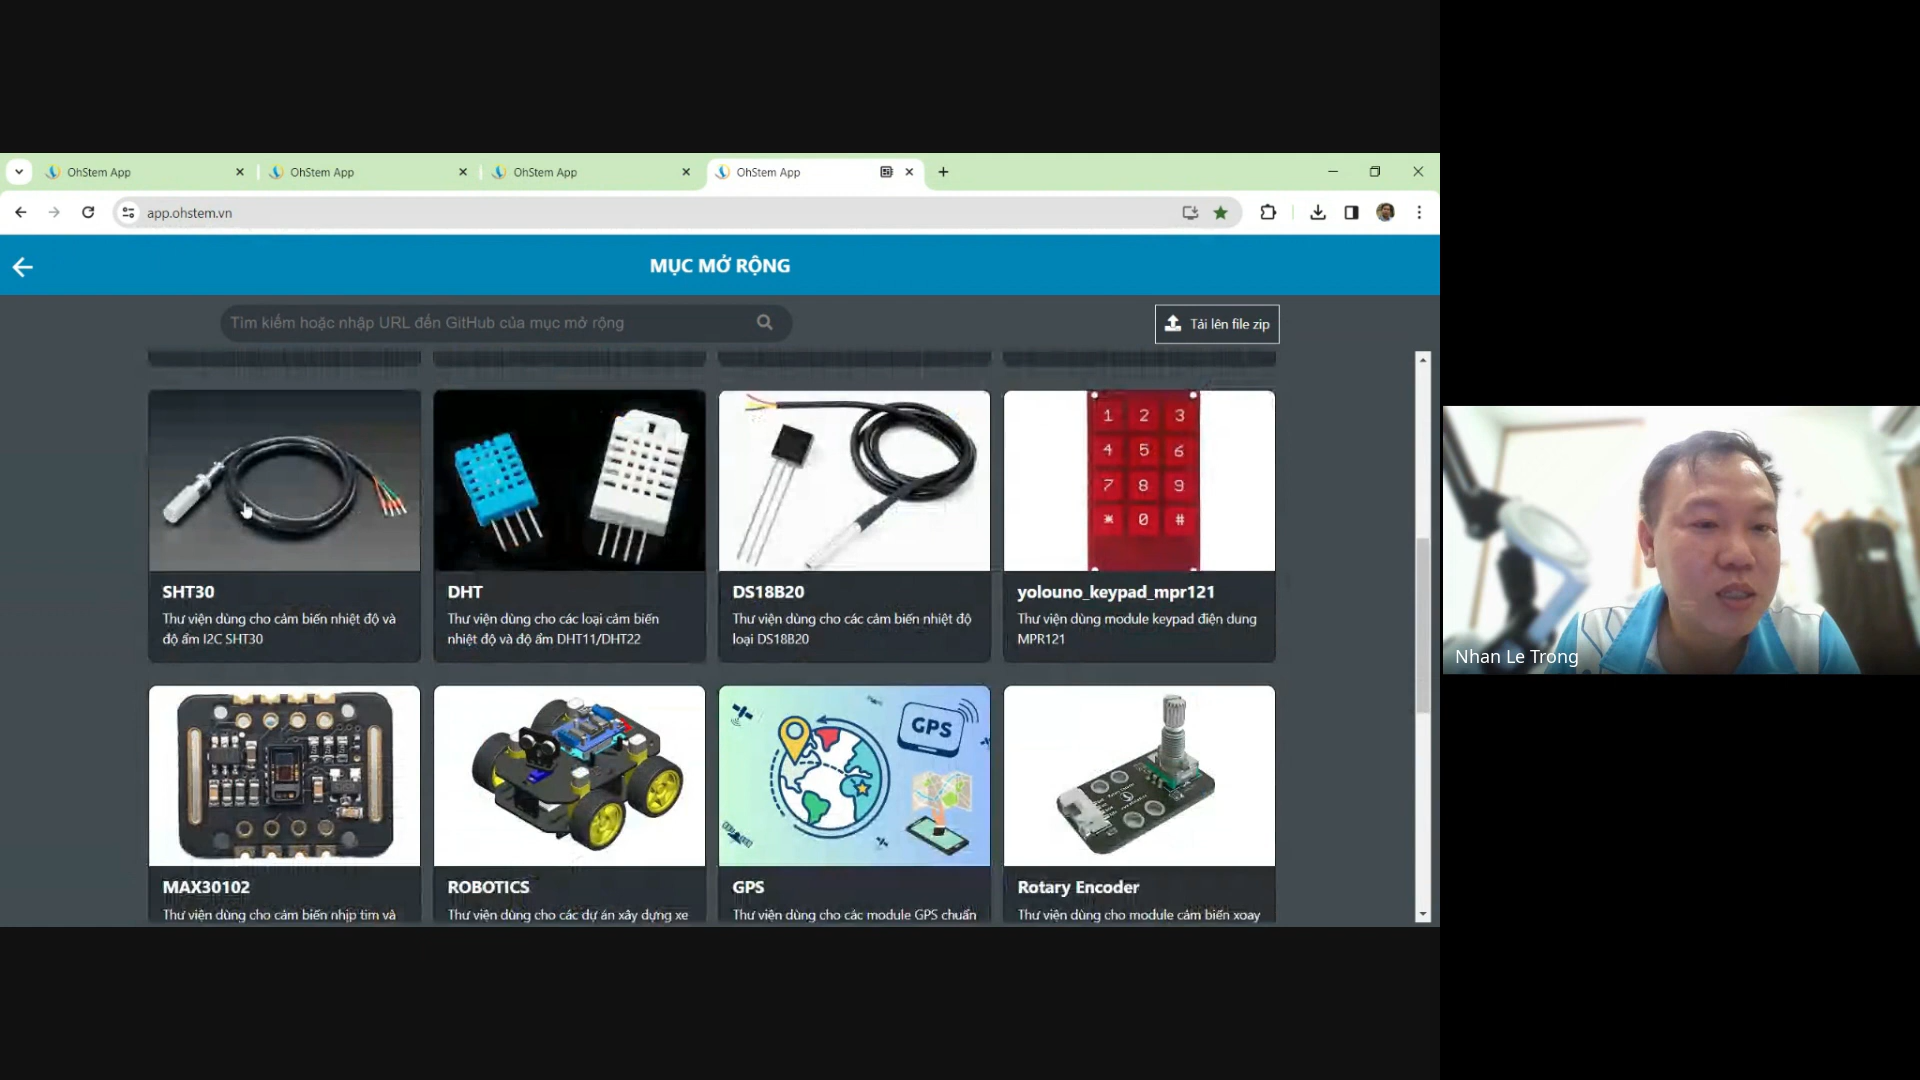 OhStem App
OhStem App
OhStem App
OhStem App
app.ohstem.vn
MỤC MỞ RỘNG
Tìm kiếm hoặc nhập URL đến GitHub của mục mở rộng
Tải lên file zip
1 2 3
4 5 6
7 8 9
* 0 #
SHT30
Thư viện dùng cho cảm biến nhiệt độ và
độ ẩm I2C SHT30
DHT
Thư viện dùng cho các loại cảm biến
nhiệt độ và độ ẩm DHT11/DHT22
DS18B20
Thư viện dùng cho các cảm biến nhiệt độ
loại DS18B20
yolouno_keypad_mpr121
Thư viện dùng module keypad điện dung
MPR121
GPS
MAX30102
Thư viện dùng cho cảm biến nhịp tim và
ROBOTICS
Thư viện dùng cho các dự án xây dựng xe
GPS
Thư viện dùng cho các module GPS chuẩn
Rotary Encoder
Thư viện dùng cho module cảm biến xoay
Nhan Le Trong